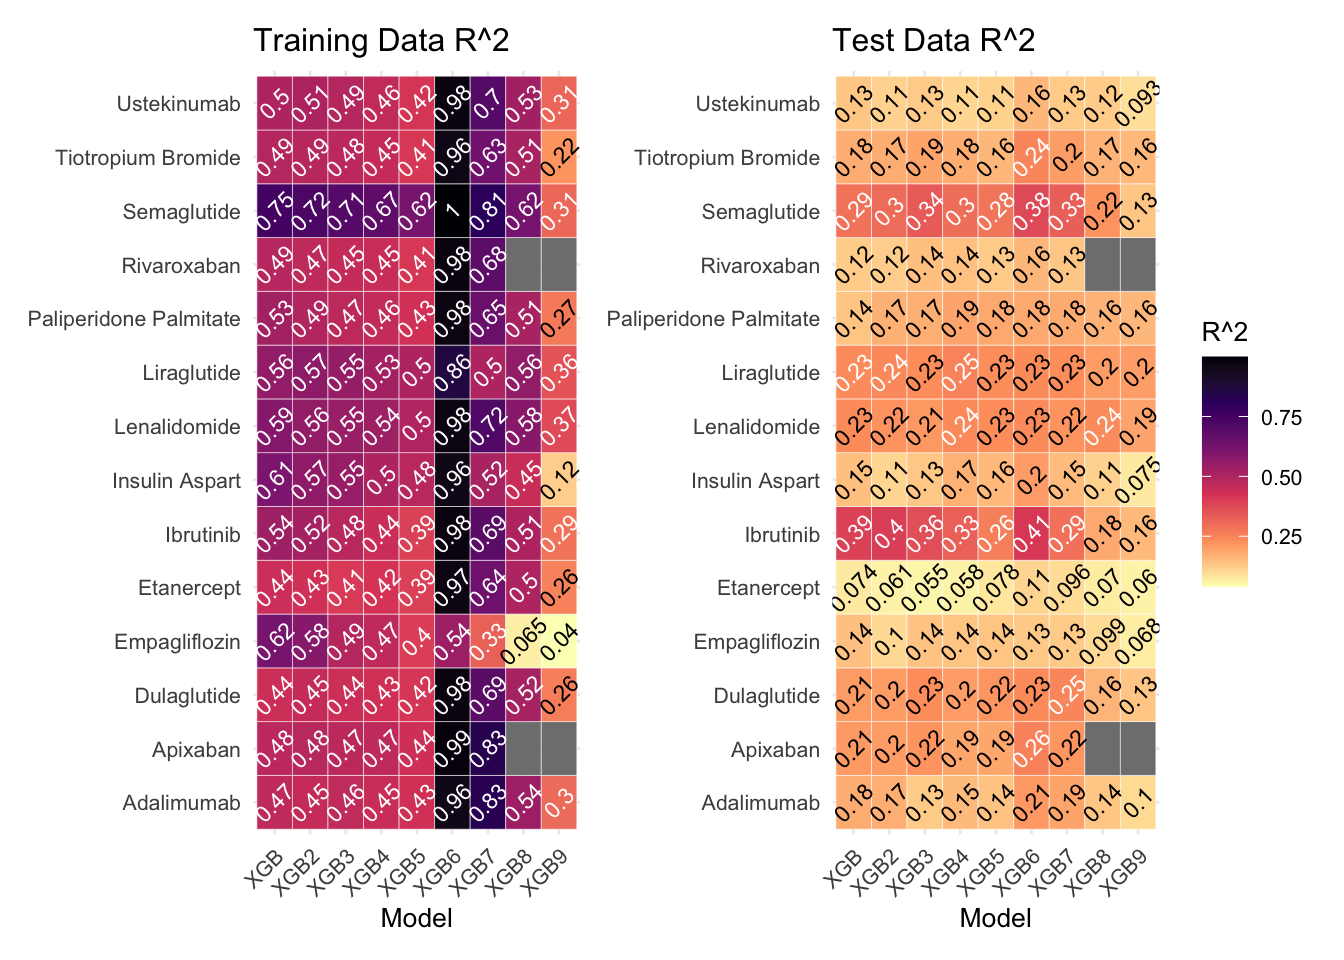 Training Data R^2
Ustekinumab 0.5 0.51 0.49 0.46 0.42 0.98 0.7 0.53 0.31
Tiotropium Bromide 0.49 0.49 0.48 0.45 0.41 0.96 0.63 0.51 0.22
Semaglutide 0.75 0.72 0.71 0.67 0.62 1 0.81 0.62 0.31
Rivaroxaban 0.49 0.47 0.45 0.45 0.41 0.98 0.68
Paliperidone Palmitate 0.53 0.49 0.47 0.46 0.43 0.98 0.65 0.51 0.27
Liraglutide 0.56 0.57 0.55 0.53 0.5 0.86 0.5 0.56 0.36
Lenalidomide 0.59 0.56 0.55 0.54 0.5 0.98 0.72 0.58 0.37
Insulin Aspart 0.61 0.57 0.55 0.5 0.48 0.96 0.52 0.45 0.12
Ibrutinib 0.54 0.52 0.48 0.44 0.39 0.98 0.69 0.51 0.29
Etanercept 0.44 0.43 0.41 0.42 0.39 0.97 0.64 0.5 0.26
Empagliflozin 0.62 0.58 0.49 0.47 0.4 0.54 0.33 0.065 0.04
Dulaglutide 0.44 0.45 0.44 0.43 0.42 0.98 0.69 0.52 0.26
Apixaban 0.48 0.48 0.47 0.47 0.44 0.99 0.83
Adalimumab 0.47 0.45 0.46 0.45 0.43 0.96 0.83 0.54 0.3
XGB XGB2 XGB3 XGB4 XGB5 XGB6 XGB7 XGB8 XGB9
Model
Test Data R^2
Ustekinumab 0.13 0.11 0.13 0.11 0.11 0.16 0.13 0.12 0.093
Tiotropium Bromide 0.18 0.17 0.19 0.18 0.16 0.24 0.2 0.17 0.16
Semaglutide 0.29 0.3 0.34 0.3 0.28 0.38 0.33 0.22 0.13
Rivaroxaban 0.12 0.12 0.14 0.14 0.13 0.16 0.13
Paliperidone Palmitate 0.14 0.17 0.17 0.19 0.18 0.18 0.18 0.16 0.16
Liraglutide 0.23 0.24 0.23 0.25 0.23 0.23 0.23 0.2 0.2
Lenalidomide 0.23 0.22 0.21 0.24 0.23 0.23 0.22 0.24 0.19
Insulin Aspart 0.15 0.11 0.13 0.17 0.16 0.2 0.15 0.11 0.075
Ibrutinib 0.39 0.4 0.36 0.33 0.26 0.41 0.29 0.18 0.16
Etanercept 0.074 0.061 0.055 0.058 0.078 0.11 0.096 0.07 0.06
Empagliflozin 0.14 0.1 0.14 0.14 0.14 0.13 0.13 0.099 0.068
Dulaglutide 0.21 0.2 0.23 0.2 0.22 0.23 0.25 0.16 0.13
Apixaban 0.21 0.2 0.22 0.19 0.19 0.26 0.22
Adalimumab 0.18 0.17 0.13 0.15 0.14 0.21 0.19 0.14 0.1
XGB XGB2 XGB3 XGB4 XGB5 XGB6 XGB7 XGB8 XGB9
Model
R^2
0.75
0.50
0.25